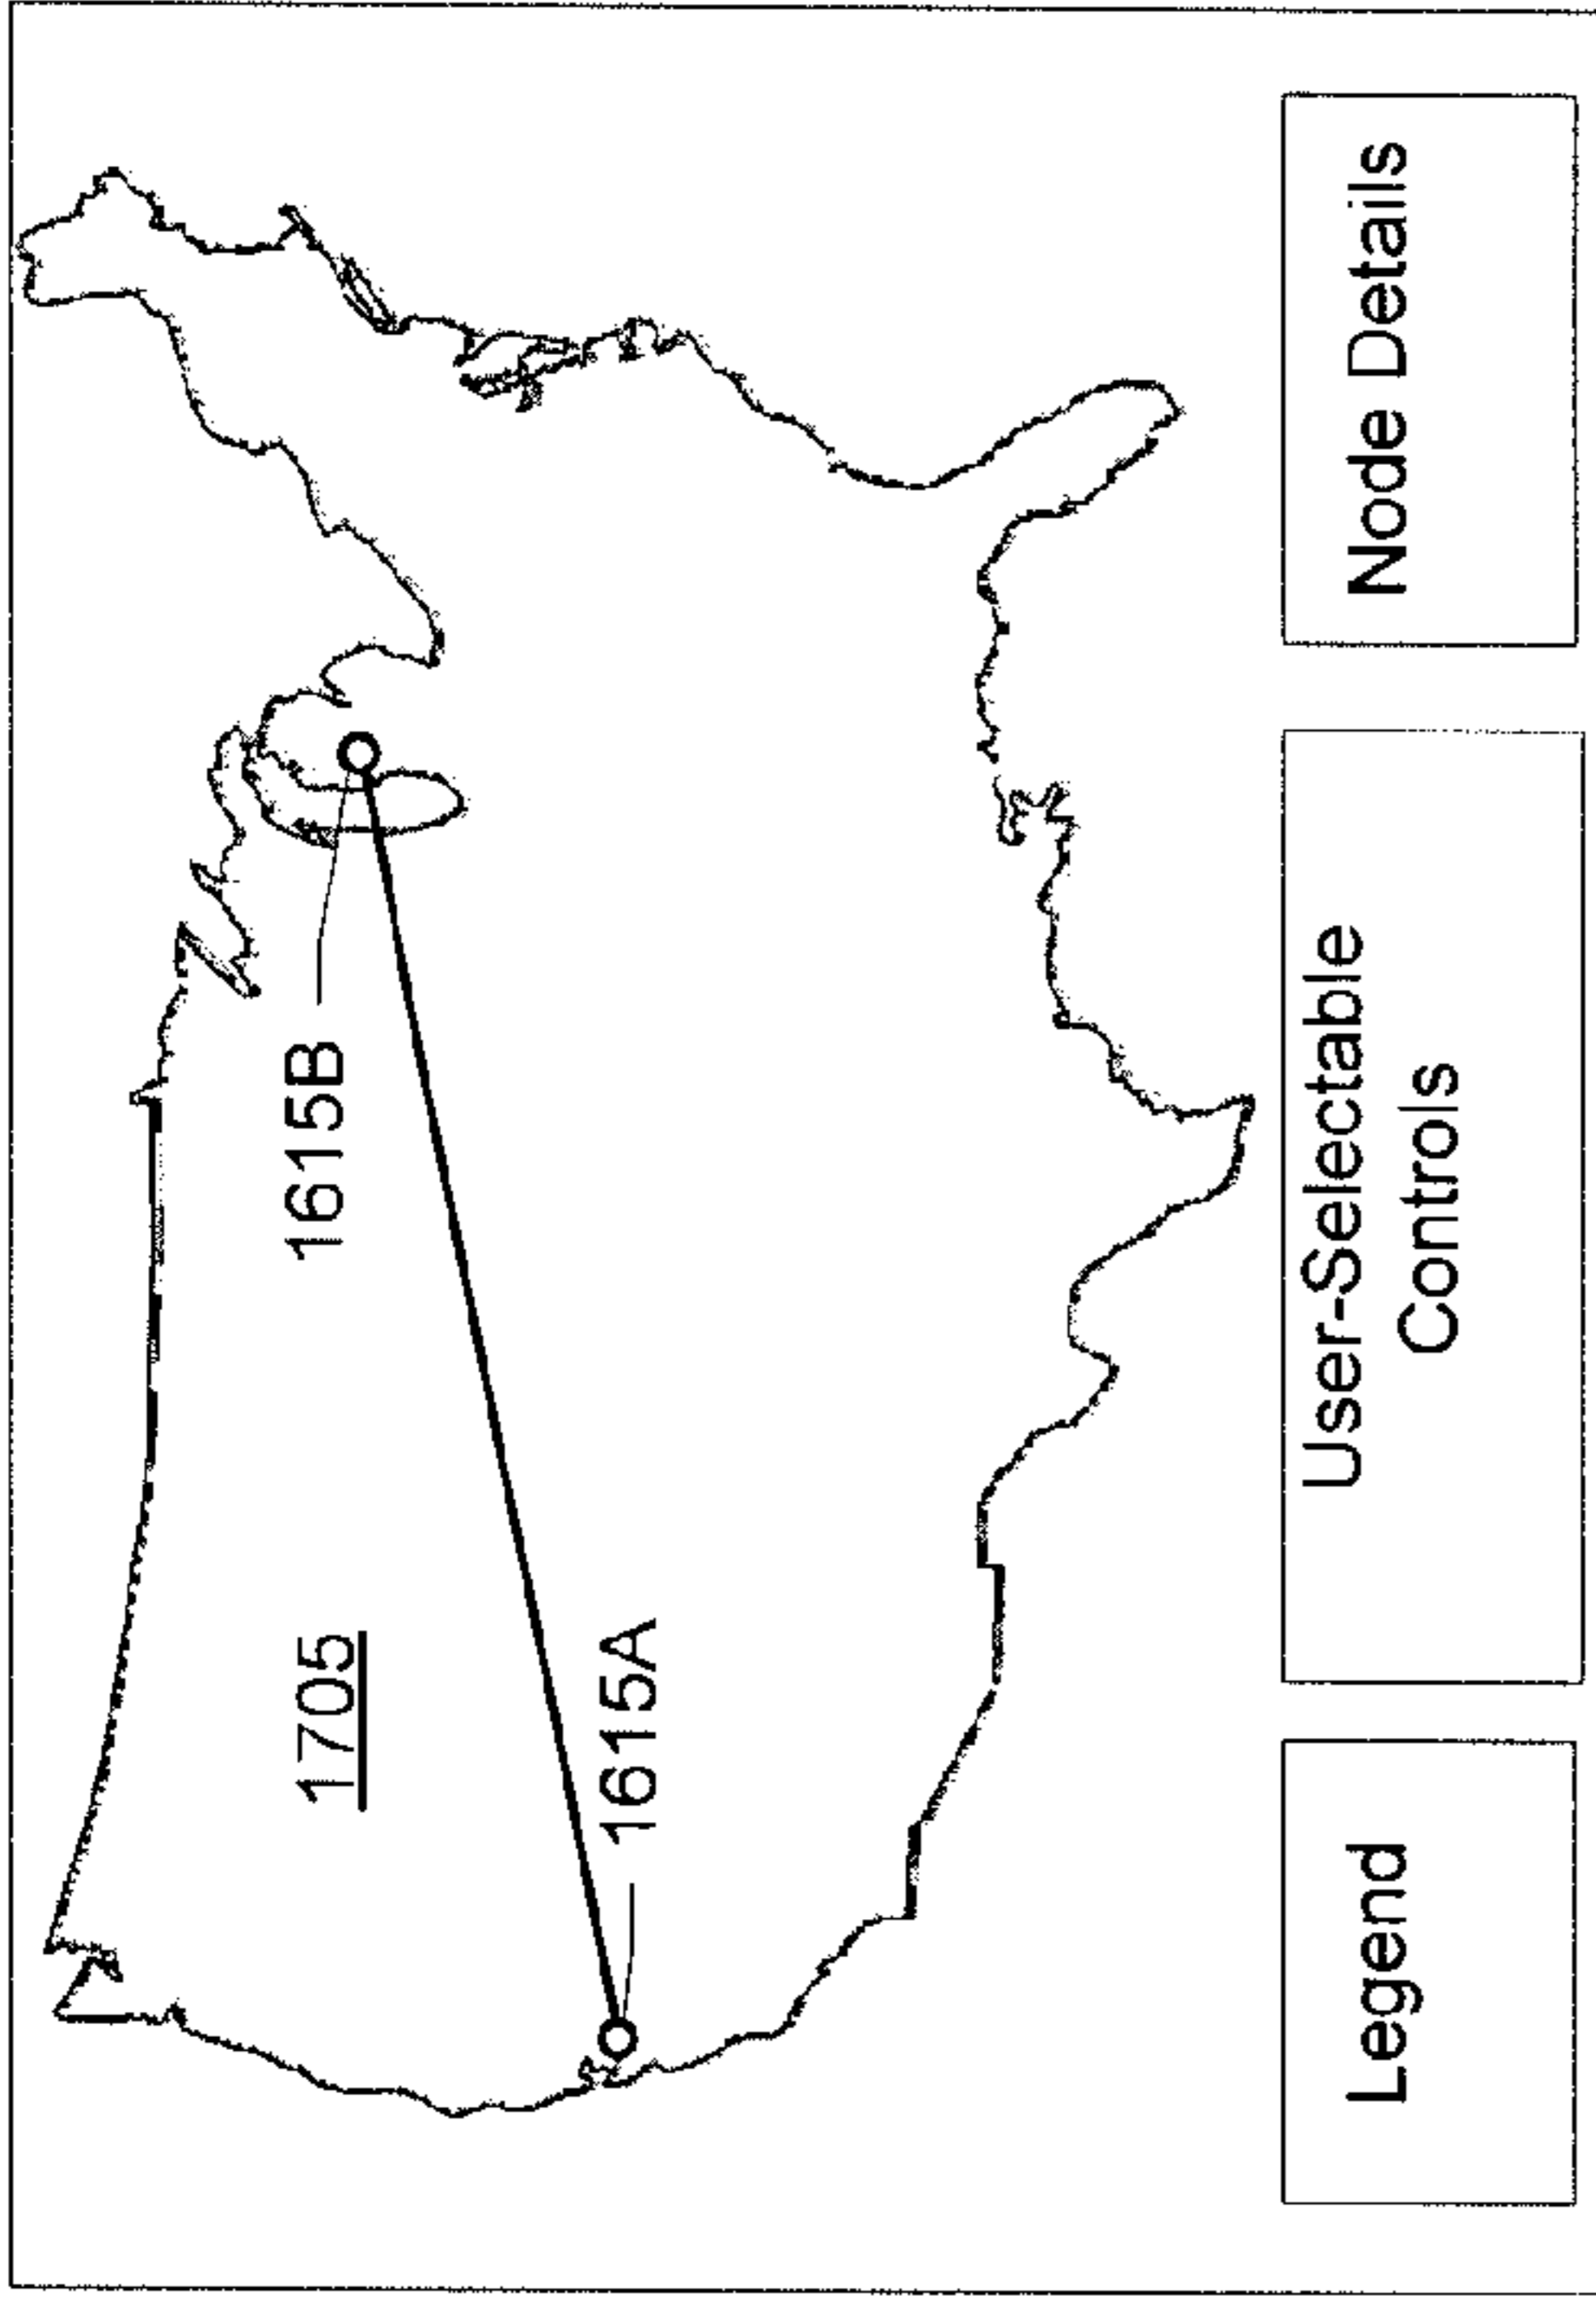 1705
1615B
1615A
Legend
User-Selectable
Controls
Node Details